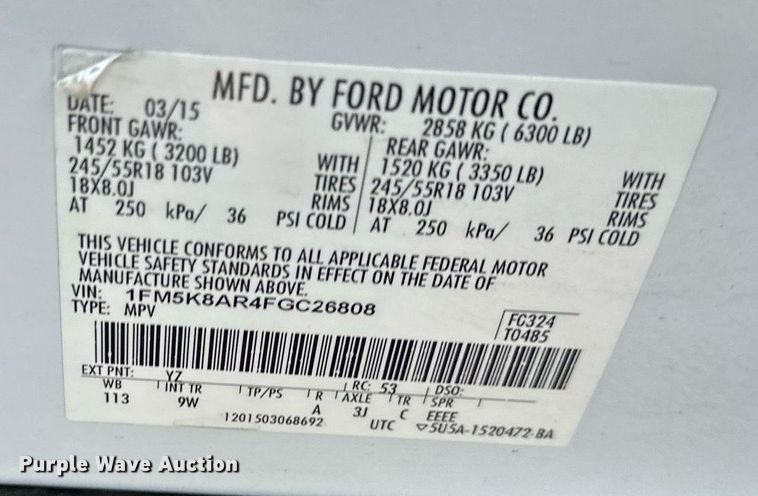 MFD. BY FORD MOTOR CO.
DATE: 03/15 GVWR: 2858 KG ( 6300 LB)
FRONT GAWR: REAR GAWR:
1452 KG ( 3200 LB) WITH 1520 KG ( 3350 LB) WITH
245/55R18 103V TIRES 245/55R18 103V TIRES
18X8.0J RIMS 18X8.0J RIMS
AT 250 kPa/ 36 PSI COLD AT 250 kPa/ 36 PSI COLD
THIS VEHICLE CONFORMS TO ALL APPLICABLE FEDERAL MOTOR
VEHICLE SAFETY STANDARDS IN EFFECT ON THE DATE OF
MANUFACTURE SHOWN ABOVE.
VIN: 1FM5K8AR4FGC26808
TYPE: MPV
FC324
T0485
EXT PNT: YZ RC: 53 DSO:
WB INT TR TP/PS R AXLE TR SPR
113 9W A 3J C EEEE
1201503068692 UTC ▽5U5A-1520472-BA
Purple Wave Auction